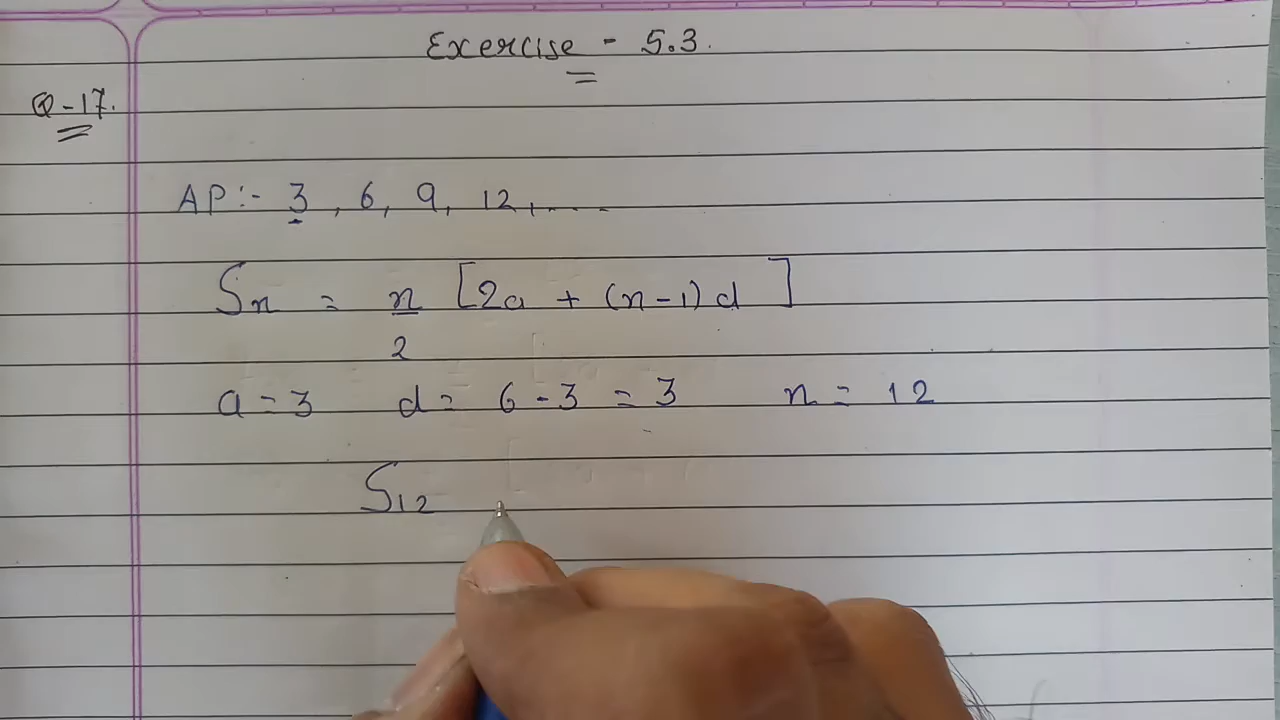 Exercise - 5.3.
Q-17.
AP:- 3, 6, 9, 12, ....
Sn = n/2 [2a + (n-1)d]
a = 3 d = 6 - 3 = 3 n = 12
S12